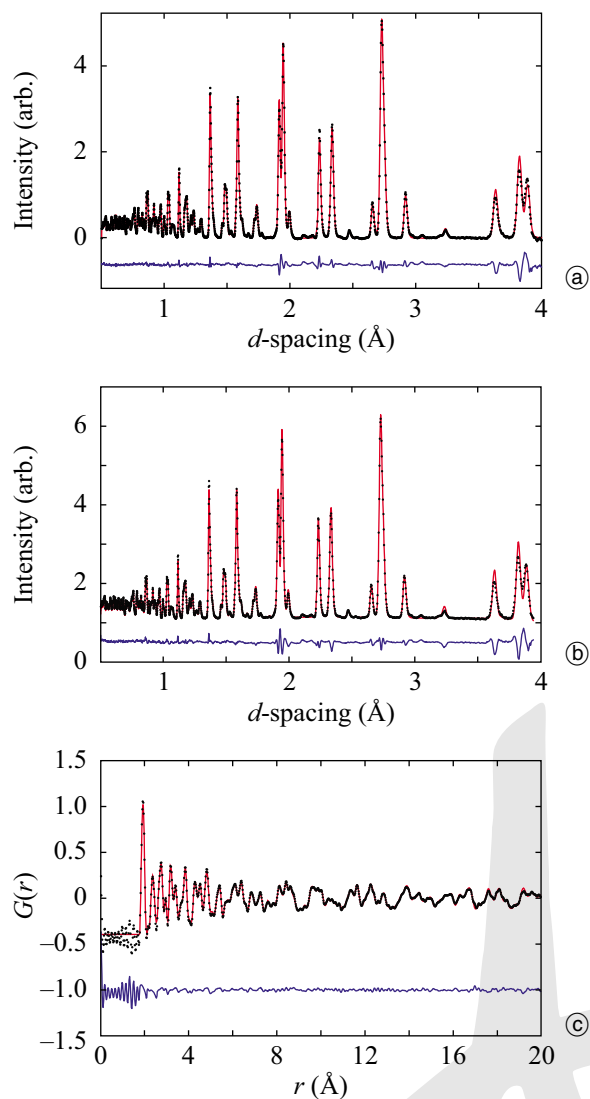 Intensity (arb.)
4
2
0
1 2 3 4
d-spacing (Å)
ⓐ
Intensity (arb.)
6
4
2
0
1 2 3 4
d-spacing (Å)
ⓑ
G(r)
1.5
1.0
0.5
0
−0.5
−1.0
−1.5
0 4 8 12 16 20
r (Å)
ⓒ